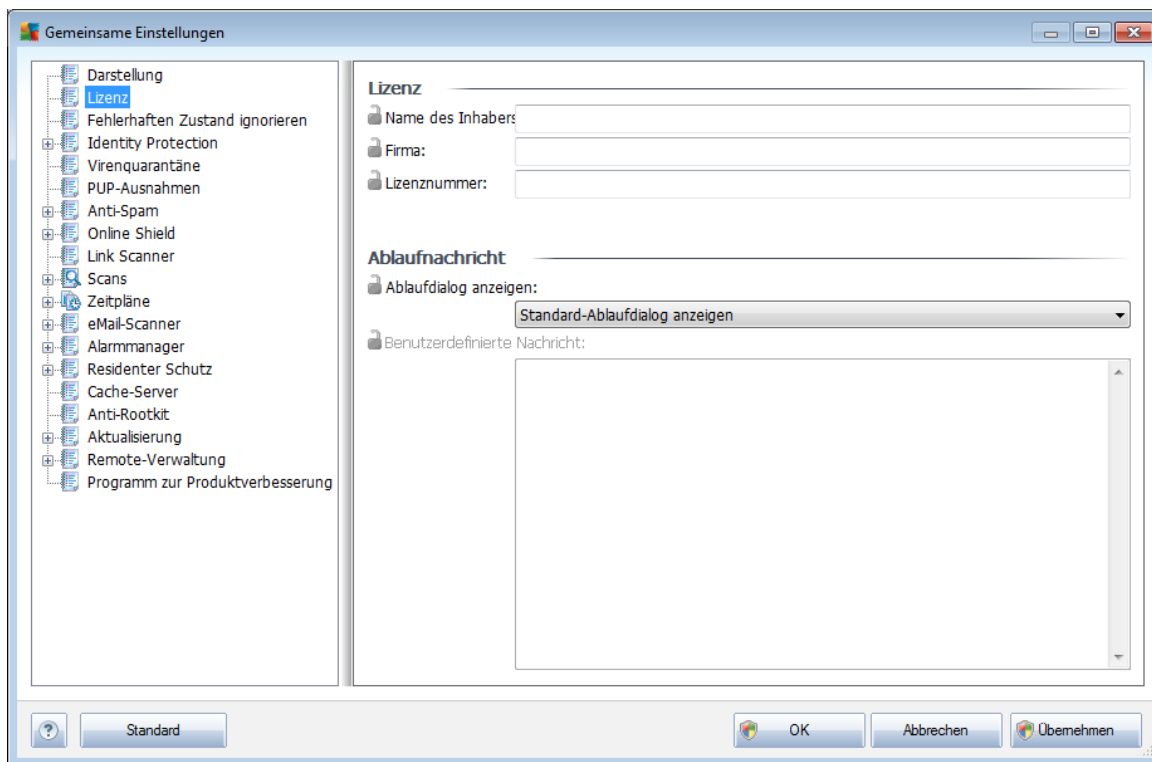 Gemeinsame Einstellungen
Darstellung
Lizenz
Fehlerhaften Zustand ignorieren
Identity Protection
Virenquarantäne
PUP-Ausnahmen
Anti-Spam
Online Shield
Link Scanner
Scans
Zeitpläne
eMail-Scanner
Alarmmanager
Residenter Schutz
Cache-Server
Anti-Rootkit
Aktualisierung
Remote-Verwaltung
Programm zur Produktverbesserung
Lizenz
Name des Inhabers
Firma:
Lizenznummer:
Ablaufnachricht
Ablaufdialog anzeigen:
Standard-Ablaufdialog anzeigen
Benutzerdefinierte Nachricht:
? Standard OK Abbrechen Übernehmen